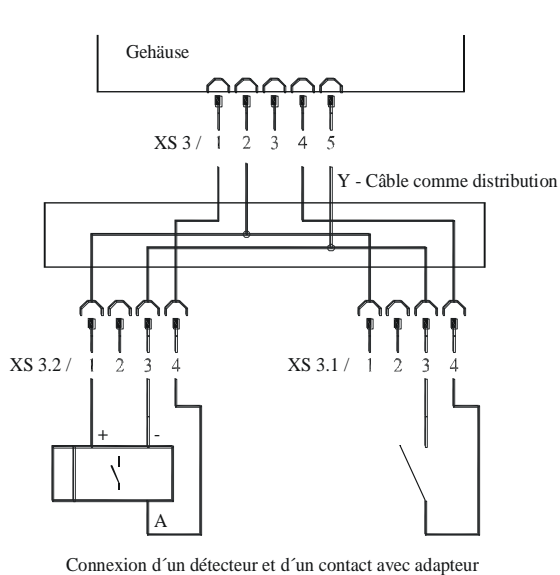 Gehäuse
XS 3 / 1 2 3 4 5
Y - Câble comme distribution
XS 3.2 / 1 2 3 4
XS 3.1 / 1 2 3 4
+ -
A
Connexion d´un détecteur et d´un contact avec adapteur